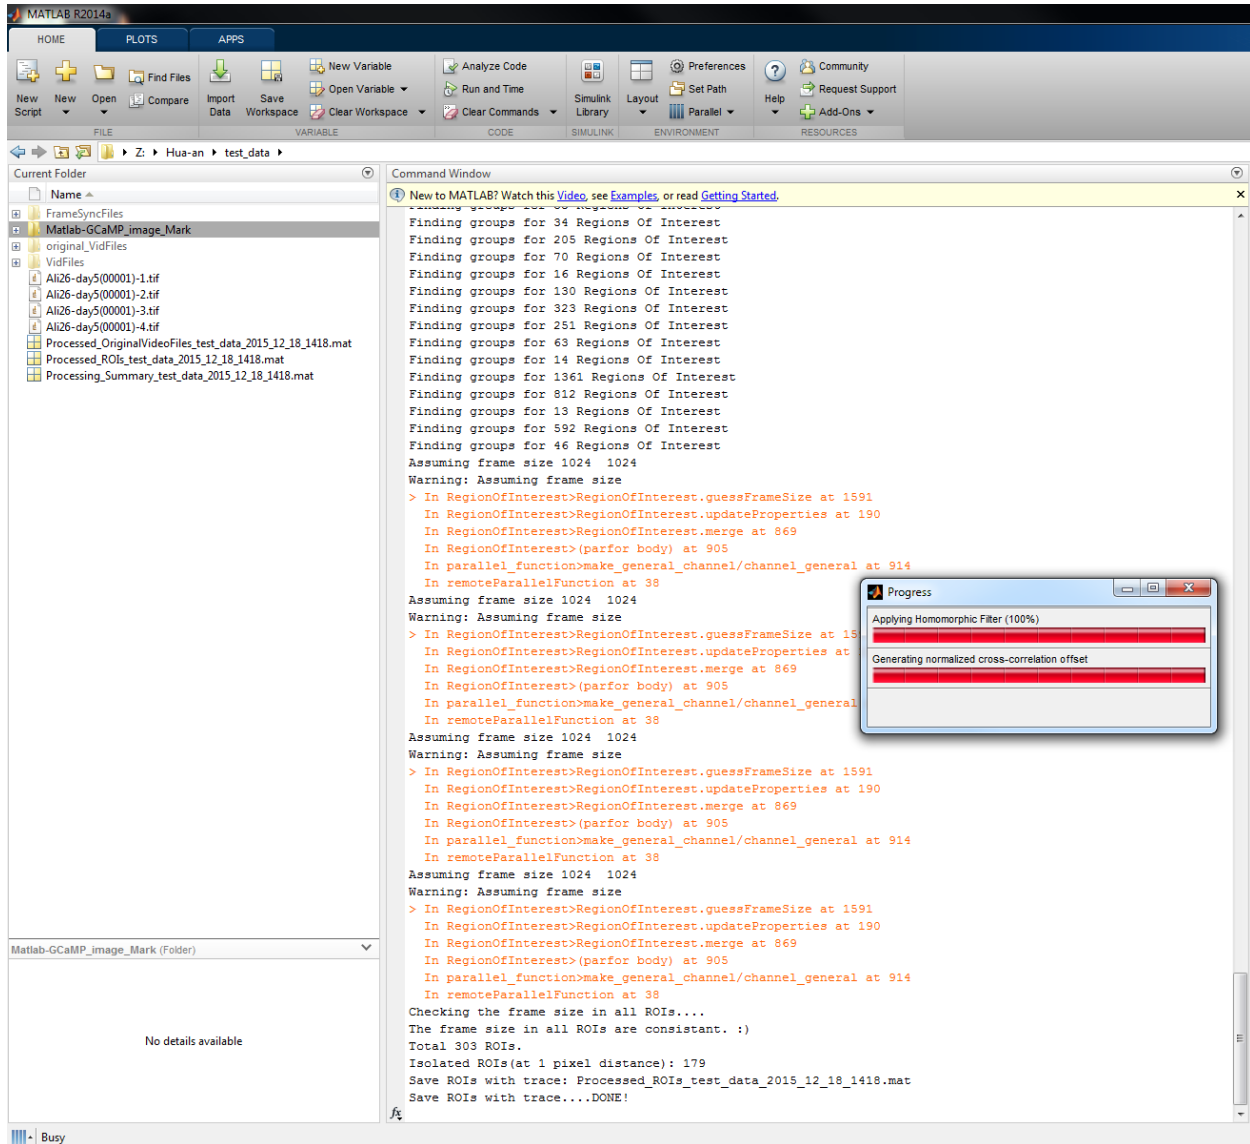 MATLAB R2014a
HOME PLOTS APPS
New Script
New
Open
Find Files
Compare
FILE
Import Data
Save Workspace
New Variable
Open Variable
Clear Workspace
VARIABLE
Analyze Code
Run and Time
Clear Commands
CODE
Simulink Library
SIMULINK
Layout
Preferences
Set Path
Parallel
ENVIRONMENT
Help
Community
Request Support
Add-Ons
RESOURCES
Z: Hua-an test_data
Current Folder
Name
FrameSyncFiles
Matlab-GCaMP_image_Mark
original_VidFiles
VidFiles
Ali26-day5(00001)-1.tif
Ali26-day5(00001)-2.tif
Ali26-day5(00001)-3.tif
Ali26-day5(00001)-4.tif
Processed_OriginalVideoFiles_test_data_2015_12_18_1418.mat
Processed_ROIs_test_data_2015_12_18_1418.mat
Processing_Summary_test_data_2015_12_18_1418.mat
Matlab-GCaMP_image_Mark (Folder)
No details available
Command Window
New to MATLAB? Watch this Video, see Examples, or read Getting Started.
Finding groups for 34 Regions Of Interest
Finding groups for 205 Regions Of Interest
Finding groups for 70 Regions Of Interest
Finding groups for 16 Regions Of Interest
Finding groups for 130 Regions Of Interest
Finding groups for 323 Regions Of Interest
Finding groups for 251 Regions Of Interest
Finding groups for 63 Regions Of Interest
Finding groups for 14 Regions Of Interest
Finding groups for 1361 Regions Of Interest
Finding groups for 812 Regions Of Interest
Finding groups for 13 Regions Of Interest
Finding groups for 592 Regions Of Interest
Finding groups for 46 Regions Of Interest
Assuming frame size 1024  1024
Warning: Assuming frame size
> In RegionOfInterest>RegionOfInterest.guessFrameSize at 1591
In RegionOfInterest>RegionOfInterest.updateProperties at 190
In RegionOfInterest>RegionOfInterest.merge at 869
In RegionOfInterest>(parfor body) at 905
In parallel_function>make_general_channel/channel_general at 914
In remoteParallelFunction at 38
Assuming frame size 1024  1024
Warning: Assuming frame size
> In RegionOfInterest>RegionOfInterest.guessFrameSize at 15
In RegionOfInterest>RegionOfInterest.updateProperties at
In RegionOfInterest>RegionOfInterest.merge at 869
In RegionOfInterest>(parfor body) at 905
In parallel_function>make_general_channel/channel_general
In remoteParallelFunction at 38
Assuming frame size 1024  1024
Warning: Assuming frame size
> In RegionOfInterest>RegionOfInterest.guessFrameSize at 1591
In RegionOfInterest>RegionOfInterest.updateProperties at 190
In RegionOfInterest>RegionOfInterest.merge at 869
In RegionOfInterest>(parfor body) at 905
In parallel_function>make_general_channel/channel_general at 914
In remoteParallelFunction at 38
Assuming frame size 1024  1024
Warning: Assuming frame size
> In RegionOfInterest>RegionOfInterest.guessFrameSize at 1591
In RegionOfInterest>RegionOfInterest.updateProperties at 190
In RegionOfInterest>RegionOfInterest.merge at 869
In RegionOfInterest>(parfor body) at 905
In parallel_function>make_general_channel/channel_general at 914
In remoteParallelFunction at 38
Checking the frame size in all ROIs....
The frame size in all ROIs are consistant. :)
Total 303 ROIs.
Isolated ROIs(at 1 pixel distance): 179
Save ROIs with trace: Processed_ROIs_test_data_2015_12_18_1418.mat
Save ROIs with trace....DONE!
fx
Progress
Applying Homomorphic Filter (100%)
Generating normalized cross-correlation offset
Busy